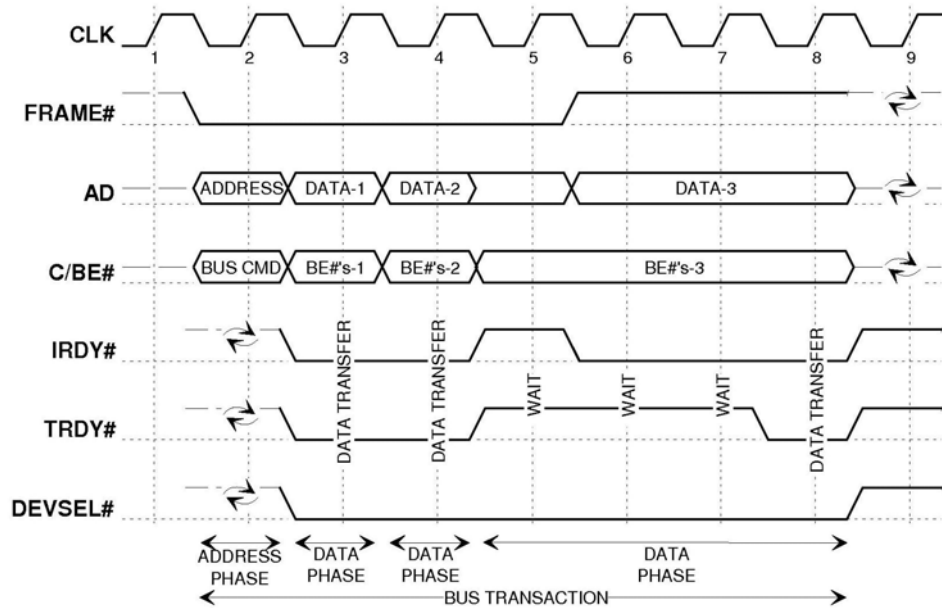 CLK
1 2 3 4 5 6 7 8 9
FRAME#
AD
ADDRESS DATA-1 DATA-2 DATA-3
C/BE#
BUS CMD BE#'s-1 BE#'s-2 BE#'s-3
IRDY#
TRDY#
DATA TRANSFER
DATA TRANSFER
WAIT
WAIT
WAIT
DATA TRANSFER
DEVSEL#
ADDRESS PHASE
DATA PHASE
DATA PHASE
DATA PHASE
BUS TRANSACTION